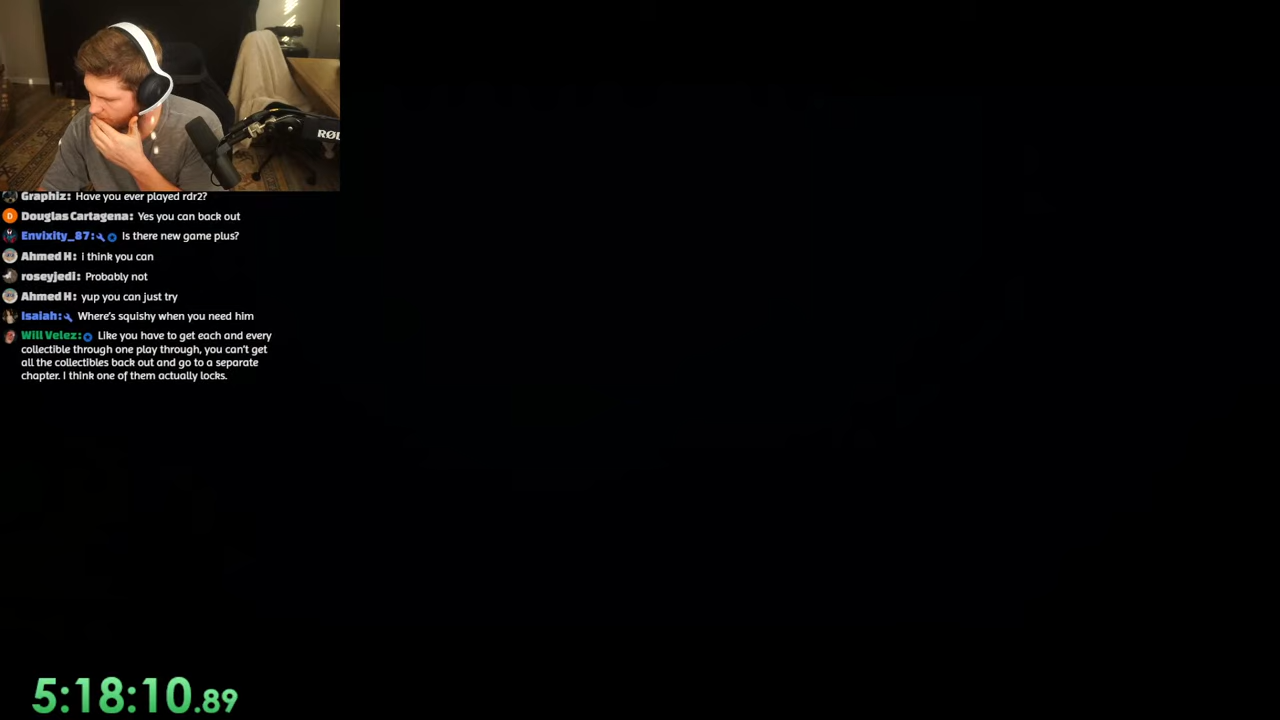 RØD
Graphiz: Have you ever played rdr2?
D Douglas Cartagena: Yes you can back out
Envixity_87: Is there new game plus?
Ahmed H: i think you can
roseyjedi: Probably not
Ahmed H: yup you can just try
Isaiah: Where's squishy when you need him
Will Velez: Like you have to get each and every
collectible through one play through, you can't get
all the collectibles back out and go to a separate
chapter. I think one of them actually locks.
5:18:10.89